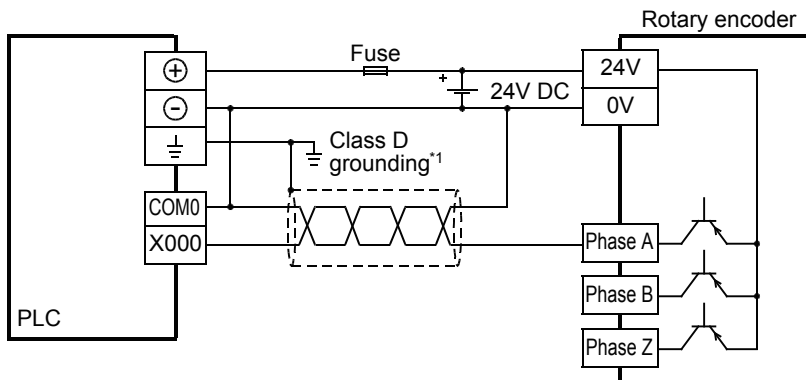 Rotary encoder
Fuse
24V
+
24V DC
0V
Class D
grounding*1
COM0
X000
Phase A
Phase B
Phase Z
PLC